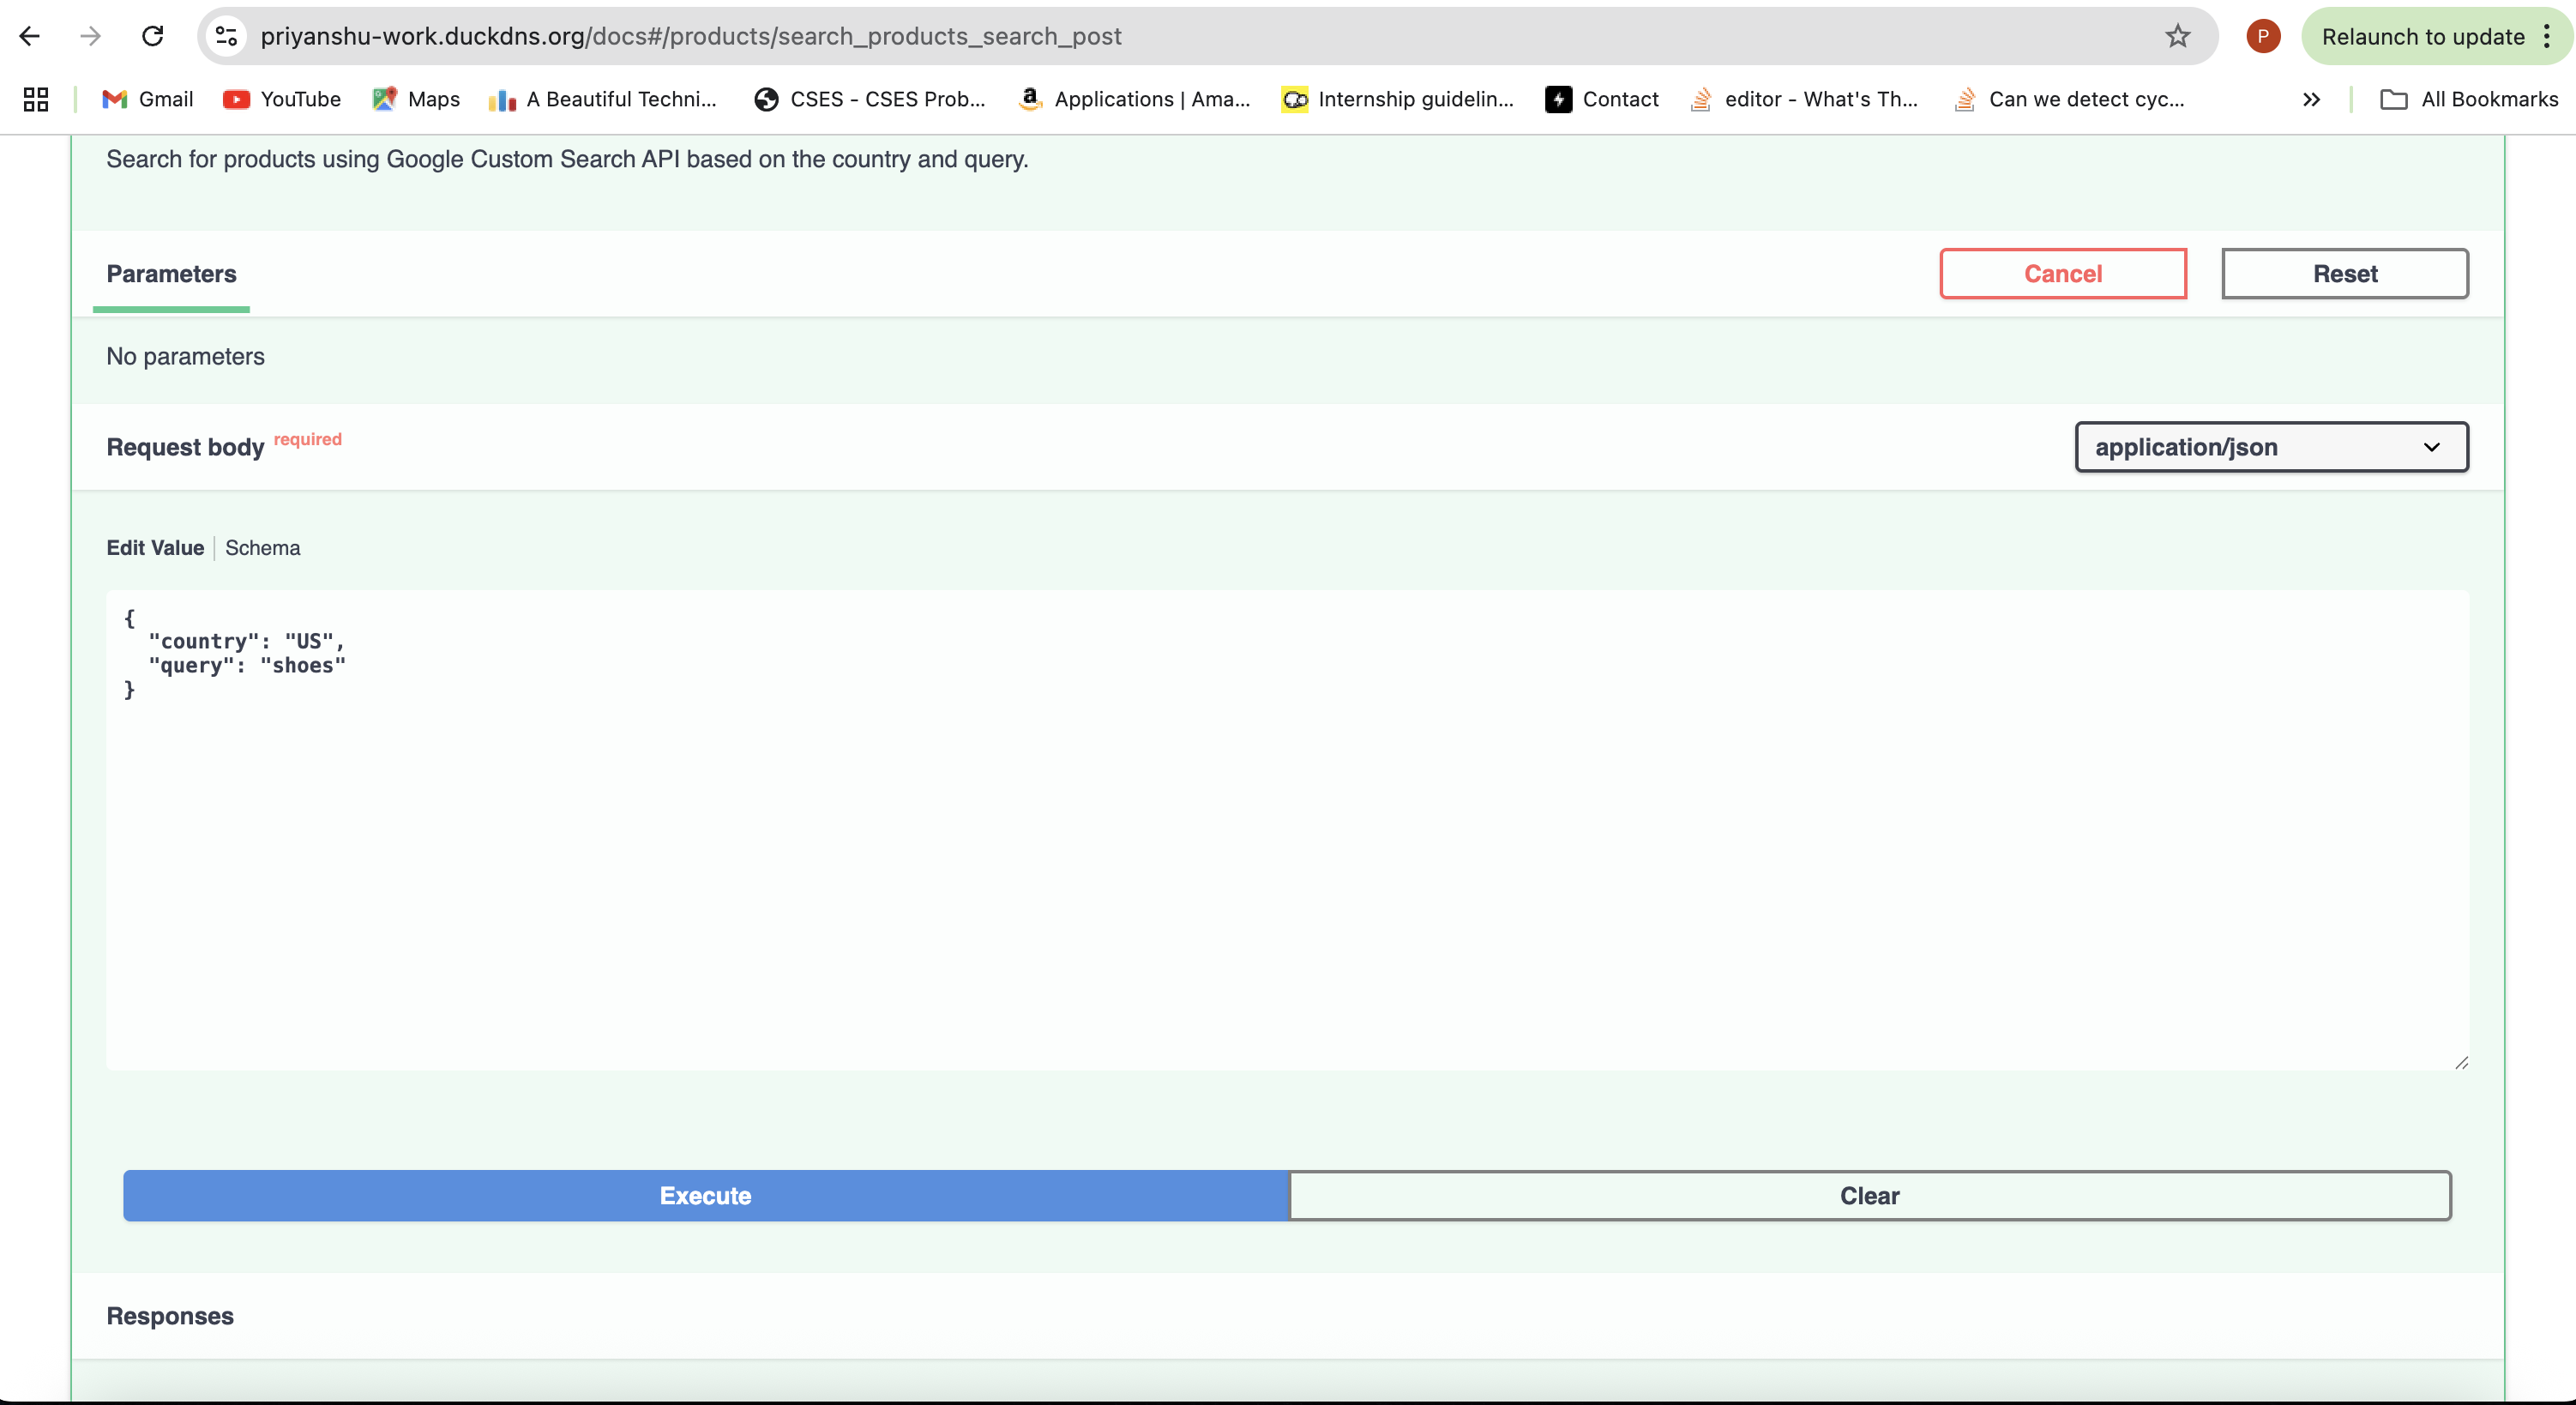 priyanshu-work.duckdns.org/docs#/products/search_products_search_post
P
Relaunch to update
Gmail
YouTube
Maps
A Beautiful Techni...
CSES - CSES Prob...
Applications | Ama...
Internship guidelin...
Contact
editor - What's Th...
Can we detect cyc...
All Bookmarks
Search for products using Google Custom Search API based on the country and query.
Parameters
Cancel
Reset
No parameters
Request body required
application/json
Edit Value
Schema
{
"country": "US",
"query": "shoes"
}
Execute
Clear
Responses